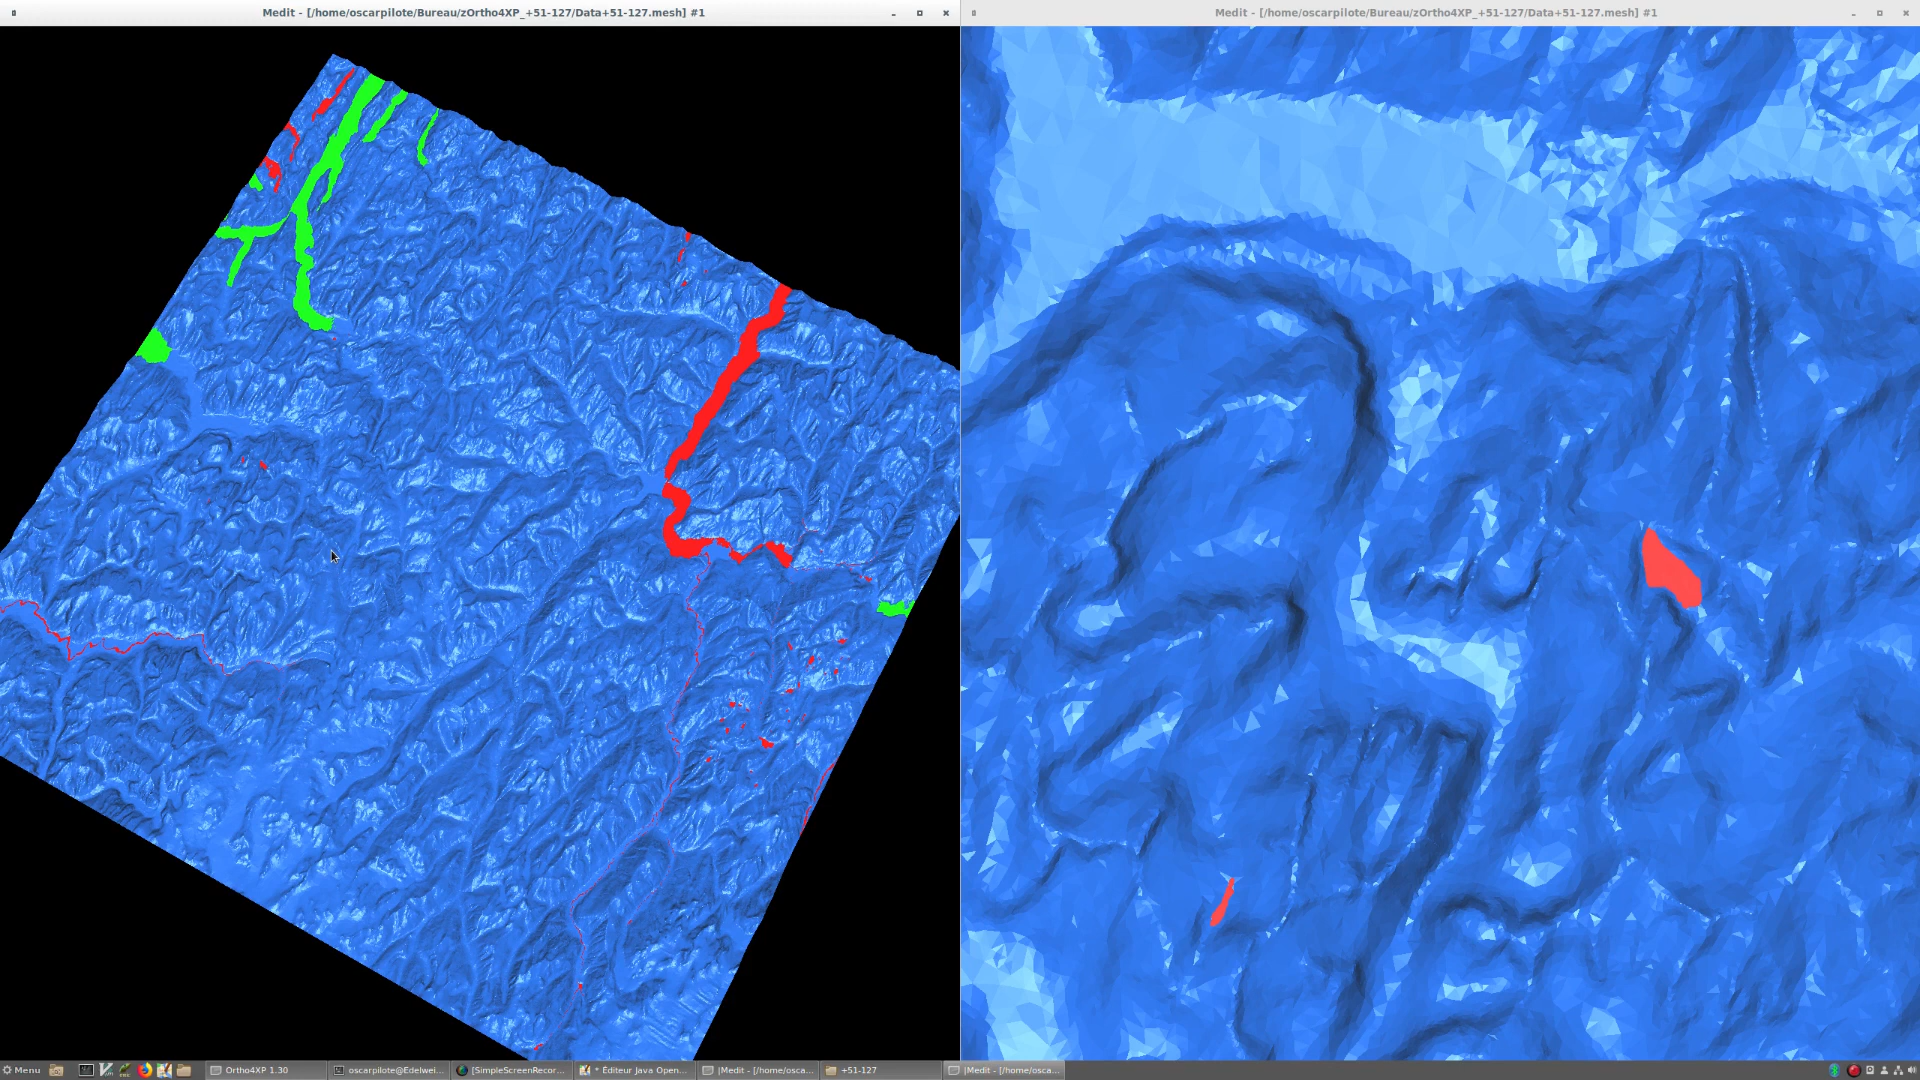 Medit - [/home/oscarpilote/Bureau/zOrtho4XP_+51-127/Data+51-127.mesh] #1
Medit - [/home/oscarpilote/Bureau/zOrtho4XP_+51-127/Data+51-127.mesh] #1
Menu
Ortho4XP 1.30
oscarpilote@Edelwei...
[SimpleScreenRecor...
* Éditeur Java Open...
|Medit - [/home/osca...
+51-127
|Medit - [/home/osca...